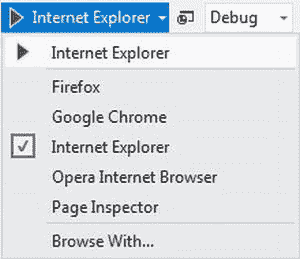 Internet Explorer Debug
Internet Explorer
Firefox
Google Chrome
Internet Explorer
Opera Internet Browser
Page Inspector
Browse With...